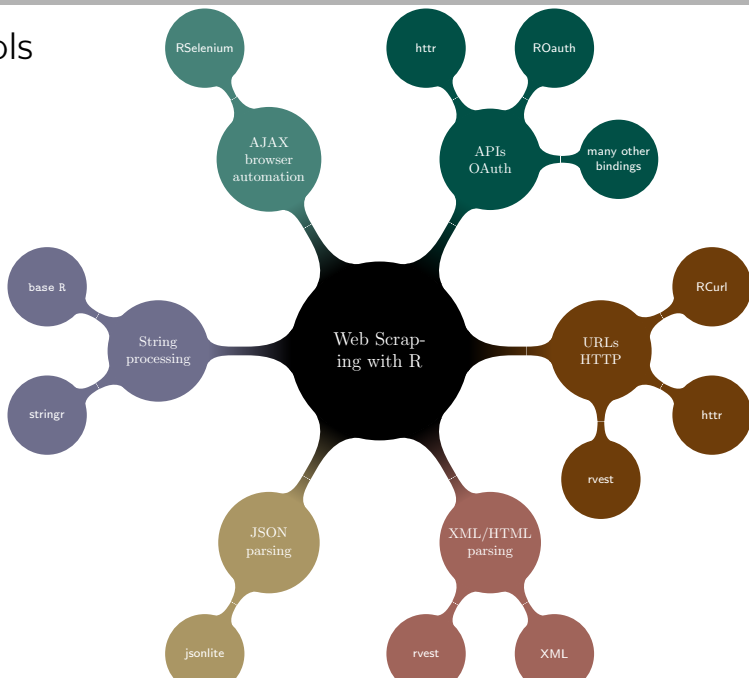 ols
RSelenium
httr
ROauth
AJAX
browser
automation
APIs
OAuth
many other
bindings
base R
RCurl
String
processing
Web Scrap-
ing with R
URLs
HTTP
stringr
httr
rvest
JSON
parsing
XML/HTML
parsing
jsonlite
rvest
XML